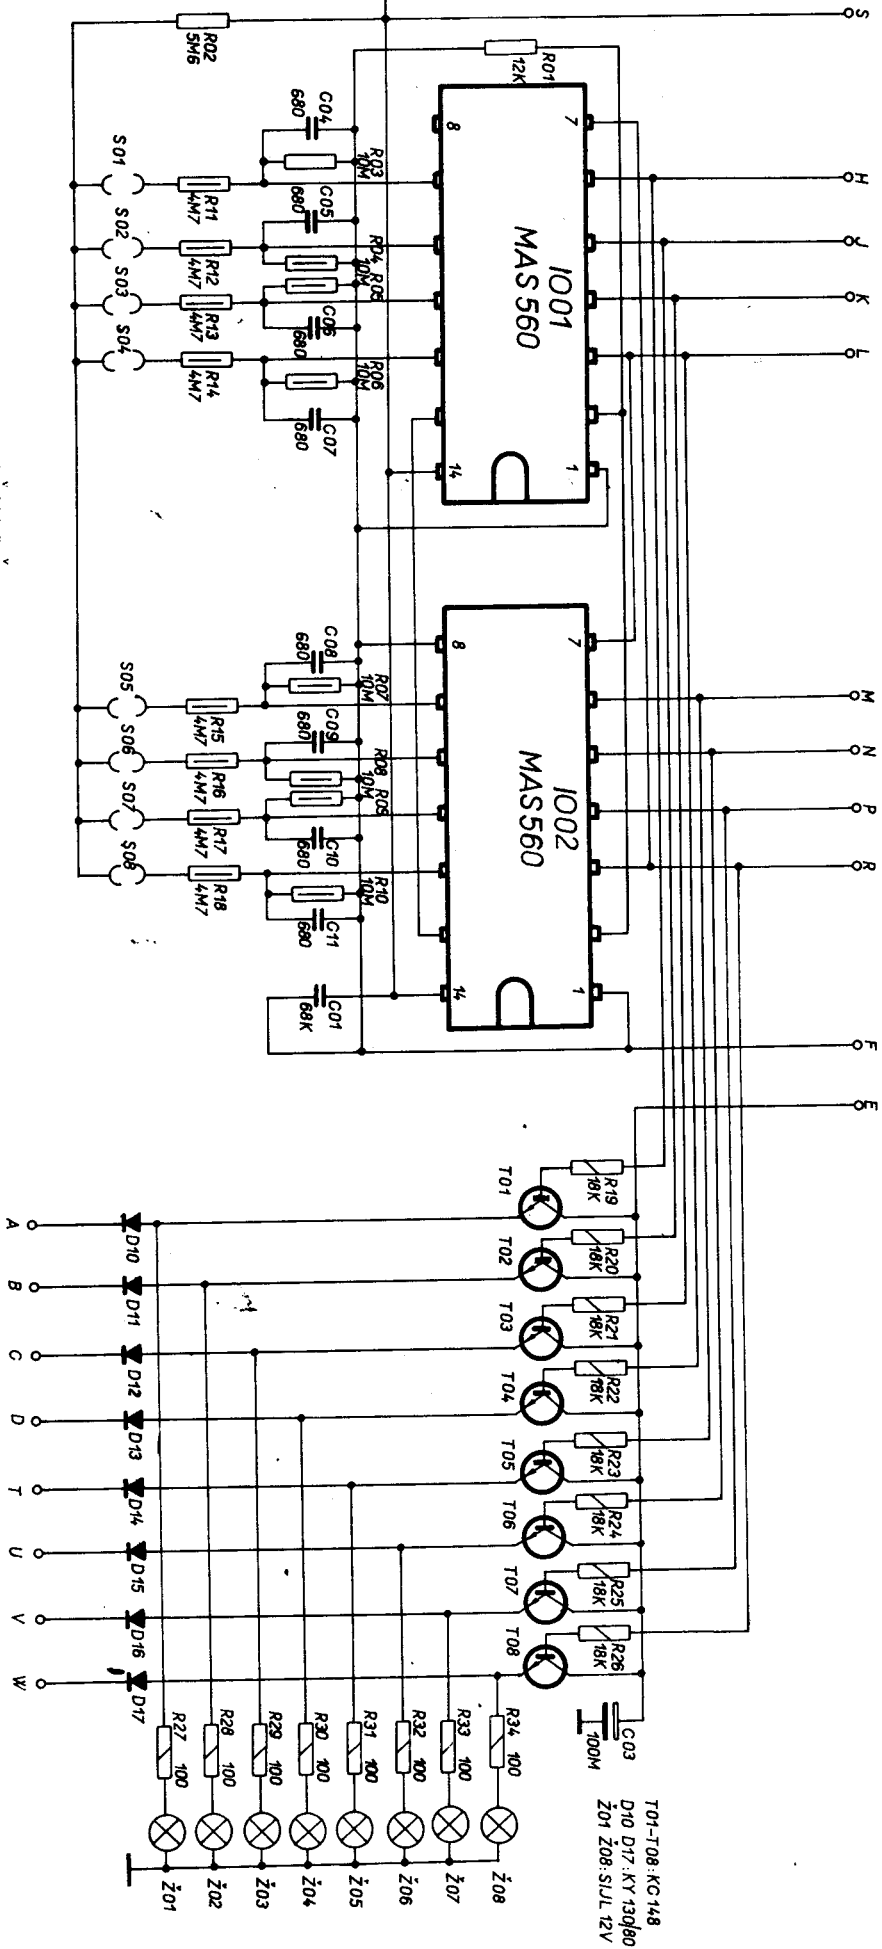 S
H
J
K
L
M
N
P
R
F
E
R02
5M6
R01
12K
IO01
MAS 560
8
7
14
1
C04
680
R03
10M
C05
680
R04
10M
R05
C06
680
R06
10M
C07
680
S01
R11
4M7
S02
R12
4M7
S03
R13
4M7
S04
R14
4M7
IO02
MAS 560
8
7
14
1
C08
680
R07
10M
C09
680
R08
10M
R09
C10
680
R10
10M
C11
680
C01
68K
S05
R15
4M7
S06
R16
4M7
S07
R17
4M7
S08
R18
4M7
T01
R19
18K
T02
R20
18K
T03
R21
18K
T04
R22
18K
T05
R23
18K
T06
R24
18K
T07
R25
18K
T08
R26
18K
C03
100M
A
D10
B
D11
C
D12
D
D13
T
D14
U
D15
V
D16
W
D17
R27
100
R28
100
R29
100
R30
100
R31
100
R32
100
R33
100
R34
100
Ž01
Ž02
Ž03
Ž04
Ž05
Ž06
Ž07
Ž08
T01-T08:KC 148
D10 D17:KY 130/80
Ž01 Ž08:SIJL 12V